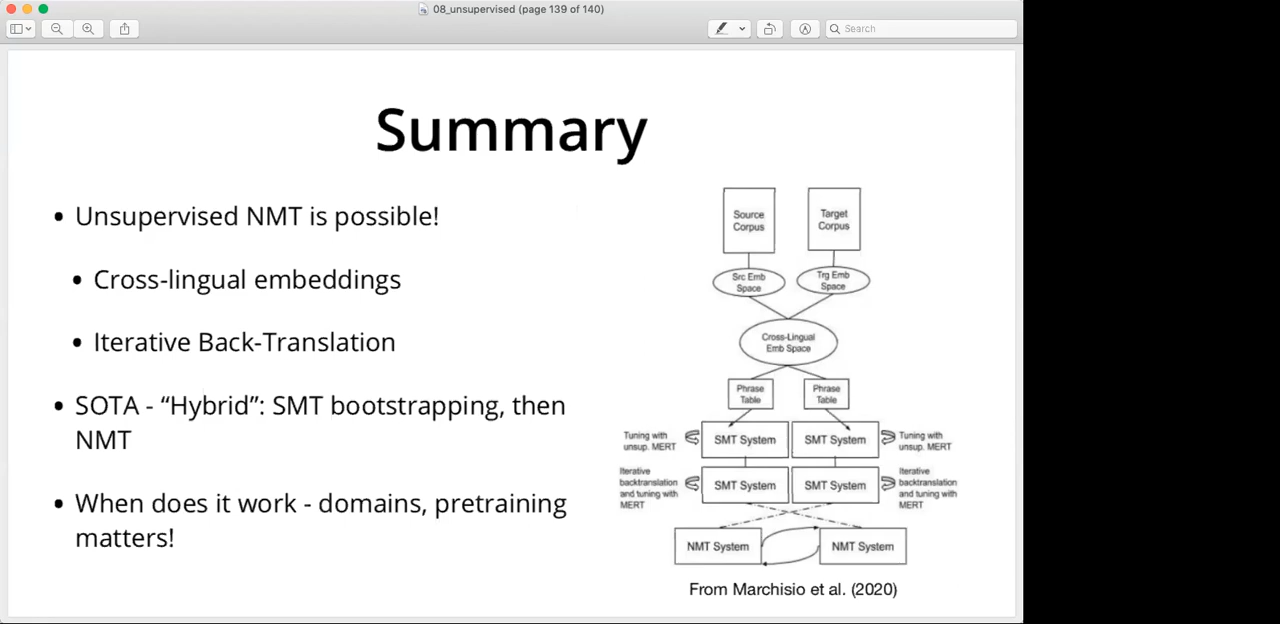 08_unsupervised (page 139 of 140)
Search
Summary
• Unsupervised NMT is possible!
• Cross-lingual embeddings
• Iterative Back-Translation
• SOTA - “Hybrid”: SMT bootstrapping, then
NMT
• When does it work - domains, pretraining
matters!
Source
Corpus
Target
Corpus
Src Emb
Space
Trg Emb
Space
Cross-Lingual
Emb Space
Phrase
Table
Phrase
Table
Tuning with
unsup. MERT
SMT System
SMT System
Tuning with
unsup. MERT
Iterative
backtranslation
and tuning with
MERT
SMT System
SMT System
Iterative
backtranslation
and tuning with
MERT
NMT System
NMT System
From Marchisio et al. (2020)